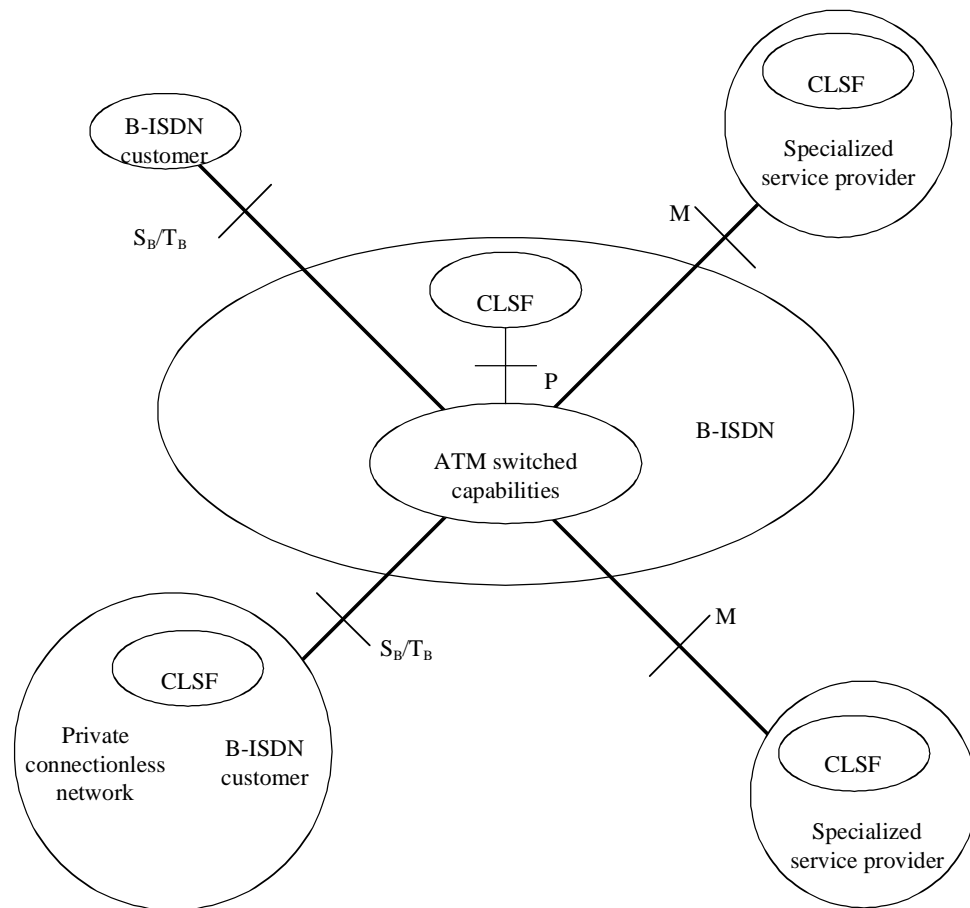 CLSF
B-ISDN
customer
Specialized
service provider
M
S_B/T_B
CLSF
P
B-ISDN
ATM switched
capabilities
M
S_B/T_B
CLSF
Private
connectionless
network
B-ISDN
customer
CLSF
Specialized
service provider